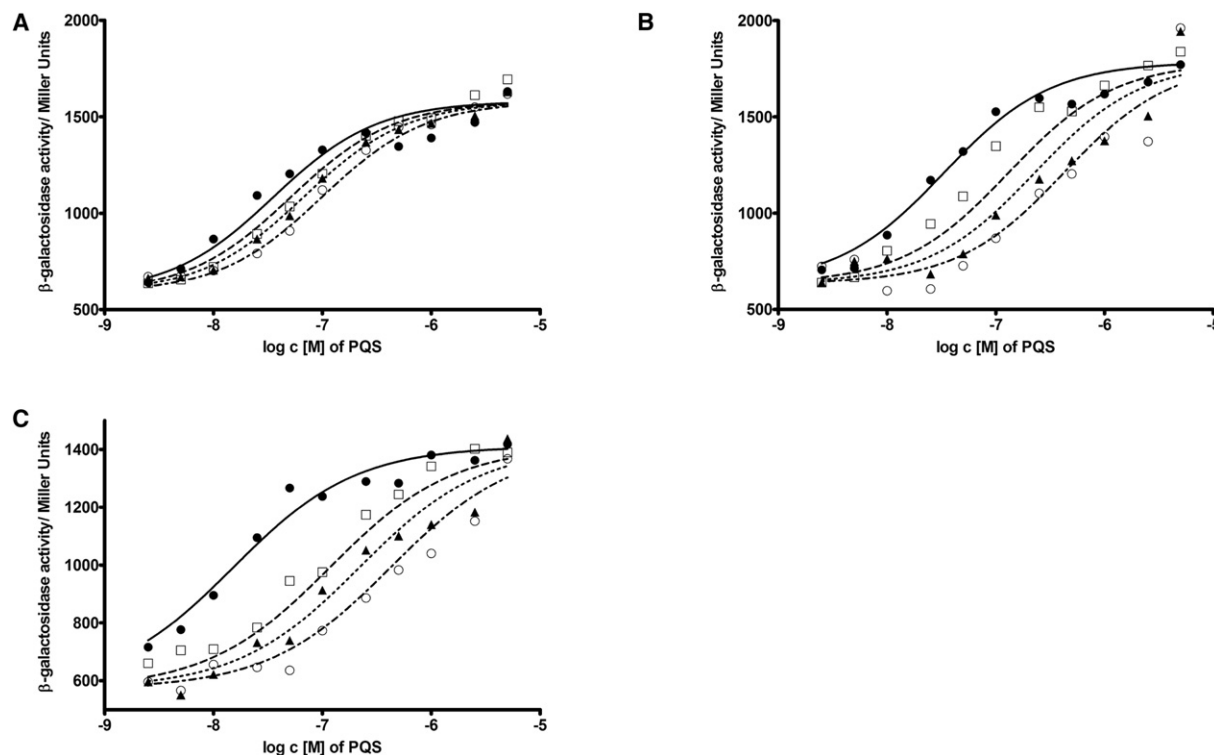 A
2000
1500
1000
500
β-galactosidase activity/ Miller Units
-9 -8 -7 -6 -5
log c [M] of PQS
B
2000
1500
1000
500
β-galactosidase activity/ Miller Units
-9 -8 -7 -6 -5
log c [M] of PQS
C
1400
1200
1000
800
600
β-galactosidase activity/ Miller Units
-9 -8 -7 -6 -5
log c [M] of PQS